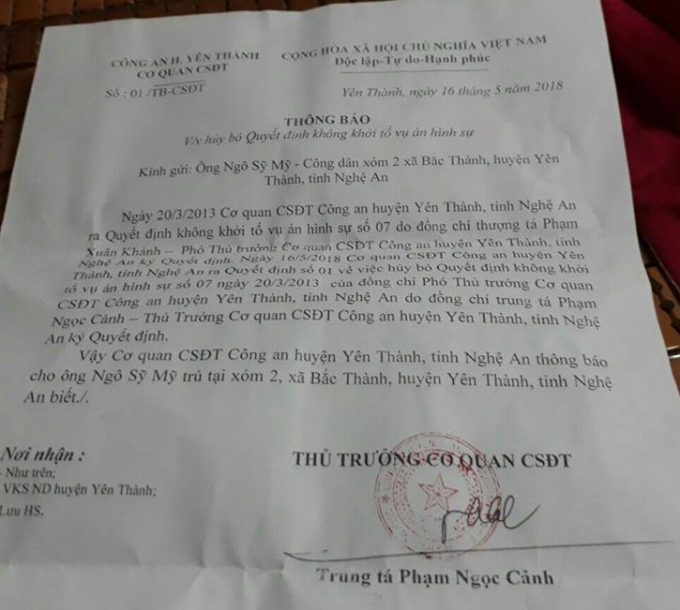 CÔNG AN H. YÊN THÀNH
CƠ QUAN CSĐT
Số : 01 /TB-CSĐT
CỘNG HÒA XÃ HỘI CHỦ NGHĨA VIỆT NAM
Độc lập-Tự do-Hạnh phúc
Yên Thành, ngày 16 tháng 5 năm 2018
THÔNG BÁO
V/v hủy bỏ Quyết định không khởi tố vụ án hình sự
Kính gửi: Ông Ngô Sỹ Mỹ - Công dân xóm 2 xã Bắc Thành, huyện Yên
Thành, tỉnh Nghệ An
Ngày 20/3/2013 Cơ quan CSĐT Công an huyện Yên Thành, tỉnh Nghệ An
ra Quyết định không khởi tố vụ án hình sự số 07 do đồng chí thượng tá Phạm
Xuân Khánh – Phó Thủ trưởng Cơ quan CSĐT Công an huyện Yên Thành, tỉnh
Nghệ An ký Quyết định. Ngày 16/5/2018 Cơ quan CSĐT Công an huyện Yên
Thành, tỉnh Nghệ An ra Quyết định số 01 về việc hủy bỏ Quyết định không khởi
tố vụ án hình sự số 07 ngày 20/3/2013 của đồng chí Phó Thủ trưởng Cơ quan
CSĐT Công an huyện Yên Thành, tỉnh Nghệ An do đồng chí trung tá Phạm
Ngọc Cảnh – Thủ Trưởng Cơ quan CSĐT Công an huyện Yên Thành, tỉnh Nghệ
An ký Quyết định.
Vậy Cơ quan CSĐT Công an huyện Yên Thành, tỉnh Nghệ An thông báo
cho ông Ngô Sỹ Mỹ trú tại xóm 2, xã Bắc Thành, huyện Yên Thành, tỉnh Nghệ
An biết./.
Nơi nhận :
- Như trên;
VKS ND huyện Yên Thành;
Lưu HS.
THỦ TRƯỞNG CƠ QUAN CSĐT
Trung tá Phạm Ngọc Cảnh